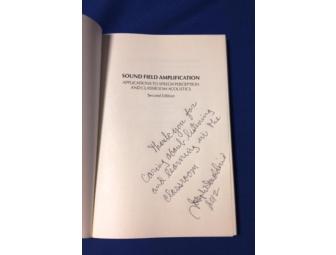 SOUND FIELD AMPLIFICATION
APPLICATIONS TO SPEECH PERCEPTION
AND CLASSROOM ACOUSTICS
Second Edition
Thank you for
caring about listening
and learning in the
classroom